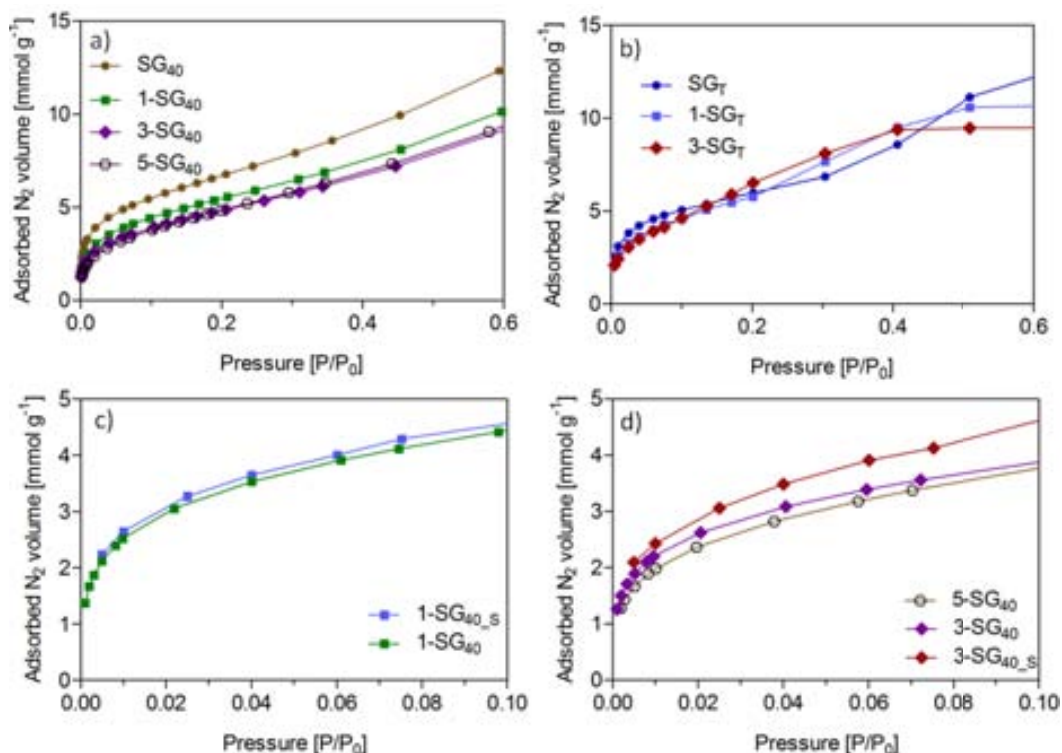 a)
SG₄₀
1-SG₄₀
3-SG₄₀
5-SG₄₀
Adsorbed N₂ volume [mmol g⁻¹]
15
10
5
0
0.0 0.2 0.4 0.6
Pressure [P/P₀]
b)
SG_T
1-SG_T
3-SG_T
Adsorbed N₂ volume [mmol g⁻¹]
15
10
5
0
0.0 0.2 0.4 0.6
Pressure [P/P₀]
c)
Adsorbed N₂ volume [mmol g⁻¹]
5
4
3
2
1
0
1-SG₄₀_S
1-SG₄₀
0.00 0.02 0.04 0.06 0.08 0.10
Pressure [P/P₀]
d)
Adsorbed N₂ volume [mmol g⁻¹]
5
4
3
2
1
0
5-SG₄₀
3-SG₄₀
3-SG₄₀_S
0.00 0.02 0.04 0.06 0.08 0.10
Pressure [P/P₀]